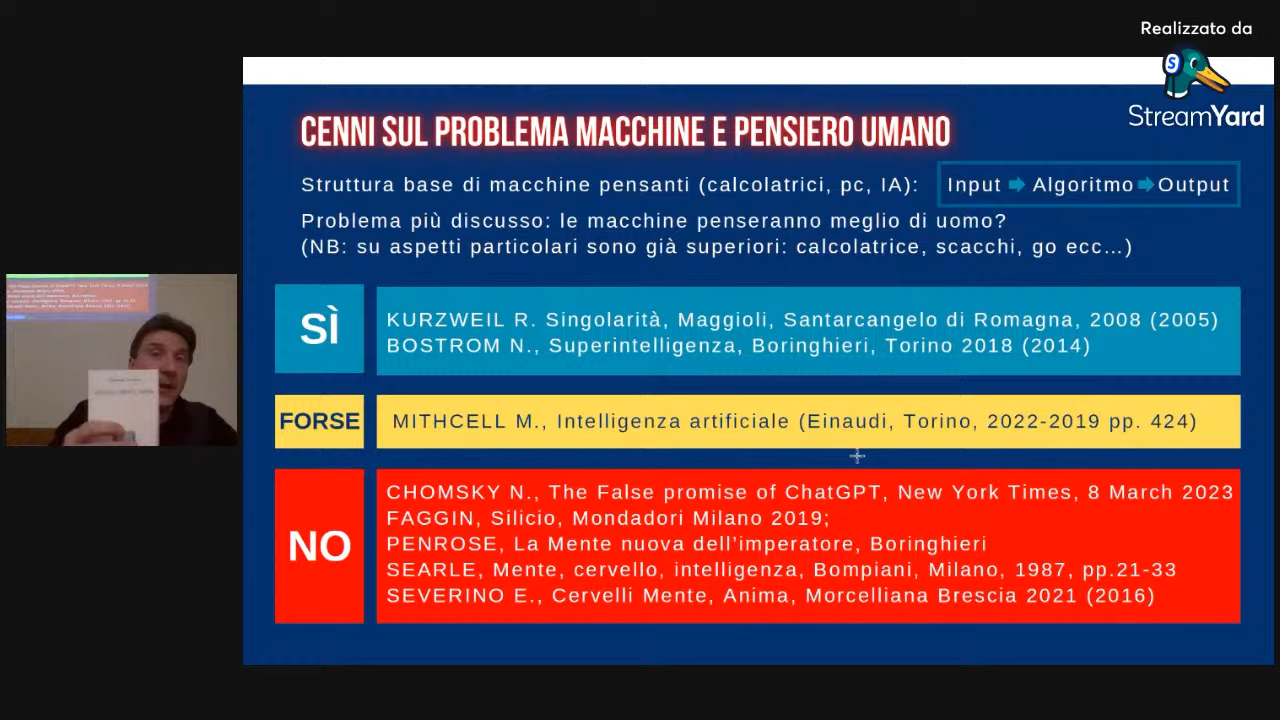 Realizzato da
StreamYard
CENNI SUL PROBLEMA MACCHINE E PENSIERO UMANO
Struttura base di macchine pensanti (calcolatrici, pc, IA): Input Algoritmo Output
Problema più discusso: le macchine penseranno meglio di uomo?
(NB: su aspetti particolari sono già superiori: calcolatrice, scacchi, go ecc...)
SÌ
KURZWEIL R. Singolarità, Maggioli, Santarcangelo di Romagna, 2008 (2005)
BOSTROM N., Superintelligenza, Boringhieri, Torino 2018 (2014)
FORSE
MITHCELL M., Intelligenza artificiale (Einaudi, Torino, 2022-2019 pp. 424)
NO
CHOMSKY N., The False promise of ChatGPT, New York Times, 8 March 2023
FAGGIN, Silicio, Mondadori Milano 2019;
PENROSE, La Mente nuova dell'imperatore, Boringhieri
SEARLE, Mente, cervello, intelligenza, Bompiani, Milano, 1987, pp.21-33
SEVERINO E., Cervelli Mente, Anima, Morcelliana Brescia 2021 (2016)